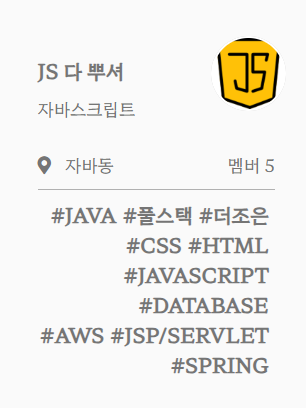 JS 다 뿌셔
JS
자바스크립트
자바동 멤버 5
#JAVA #풀스택 #더조은
#CSS #HTML
#JAVASCRIPT
#DATABASE
#AWS #JSP/SERVLET
#SPRING